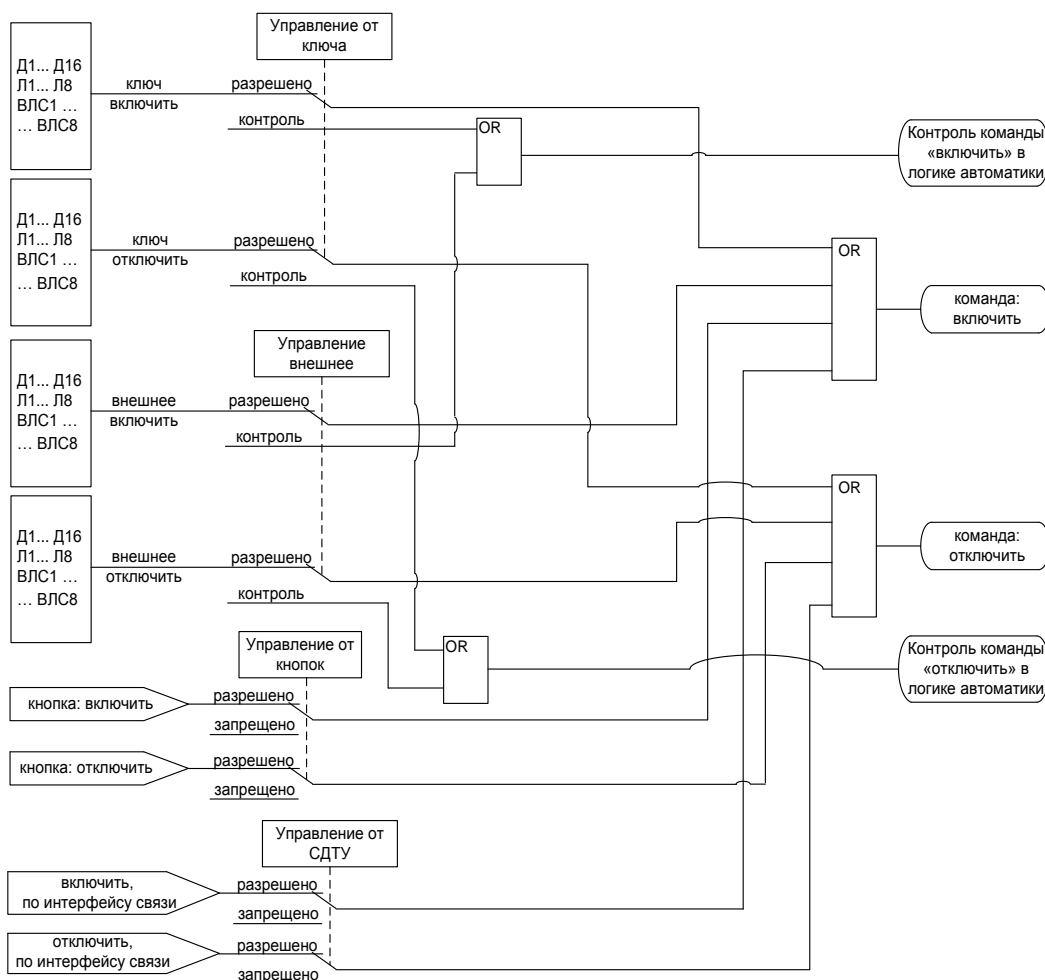 Управление от
ключа
Д1... Д16
Л1... Л8
ВЛС1 ...
... ВЛС8
ключ
включить
разрешено
контроль
OR
Контроль команды
«включить» в
логике автоматики
Д1... Д16
Л1... Л8
ВЛС1 ...
... ВЛС8
ключ
отключить
разрешено
контроль
OR
команда:
включить
Управление
внешнее
Д1... Д16
Л1... Л8
ВЛС1 ...
... ВЛС8
внешнее
включить
разрешено
контроль
OR
команда:
отключить
Д1... Д16
Л1... Л8
ВЛС1 ...
... ВЛС8
внешнее
отключить
разрешено
контроль
OR
Контроль команды
«отключить» в
логике автоматики
Управление от
кнопок
кнопка: включить
разрешено
запрещено
кнопка: отключить
разрешено
запрещено
Управление от
СДТУ
включить,
по интерфейсу связи
разрешено
запрещено
отключить,
по интерфейсу связи
разрешено
запрещено